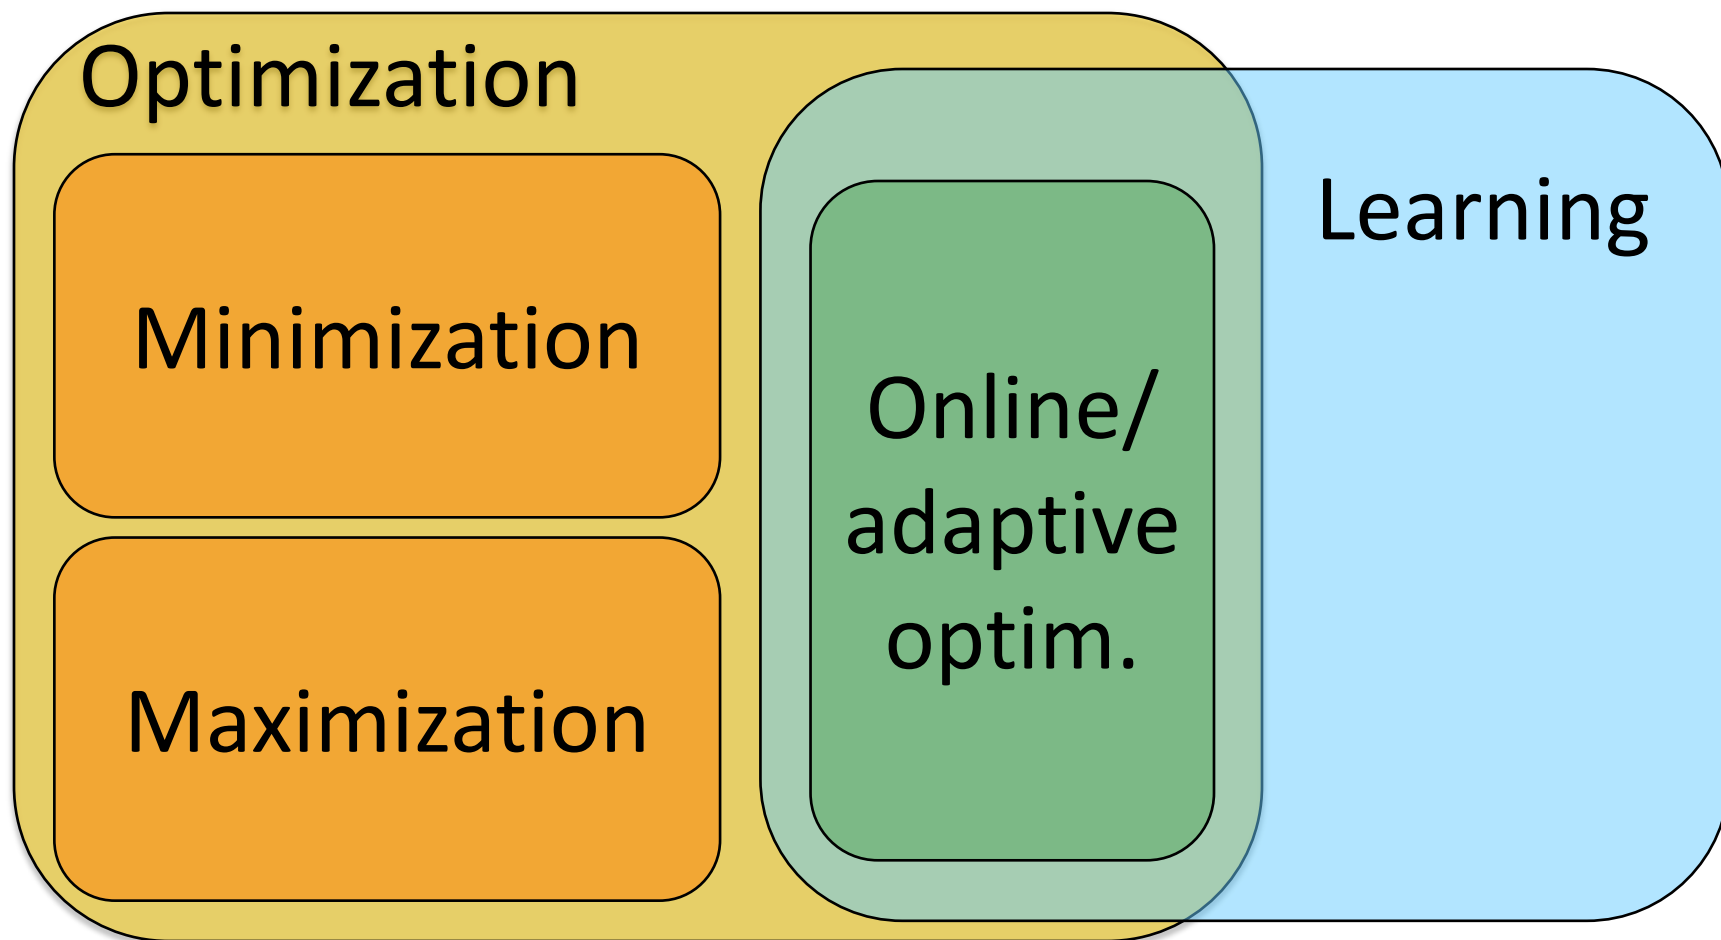 Optimization
Learning
Minimization
Online/
adaptive
optim.
Maximization